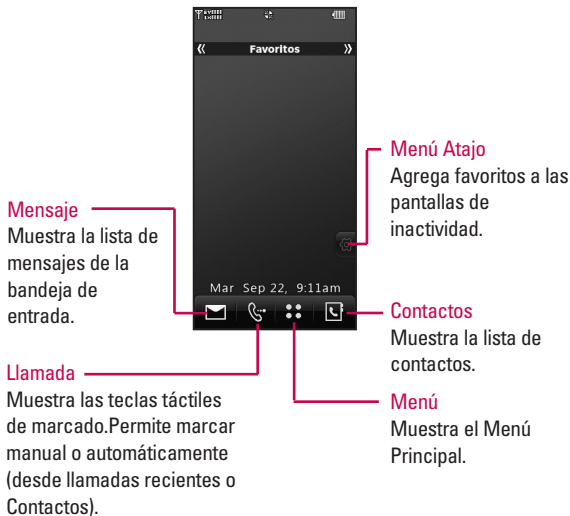 Favoritos
Mar Sep 22, 9:11am
Menú Atajo
Agrega favoritos a las
pantallas de
inactividad.
Mensaje
Muestra la lista de
mensajes de la
bandeja de
entrada.
Contactos
Muestra la lista de
contactos.
Llamada
Muestra las teclas táctiles
de marcado.Permite marcar
manual o automáticamente
(desde llamadas recientes o
Contactos).
Menú
Muestra el Menú
Principal.